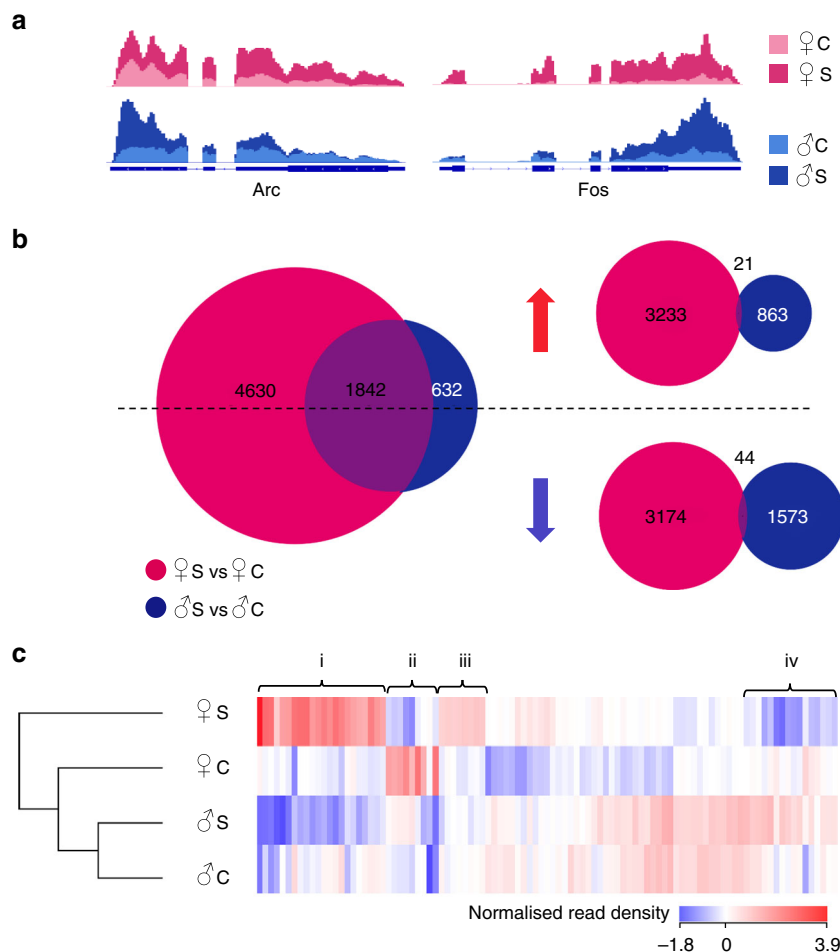 a
♀C
♀S
♂C
♂S
Arc
Fos
b
4630
1842
632
21
3233
863
44
3174
1573
♀S vs ♀C
♂S vs ♂C
c
i
ii
iii
iv
♀S
♀C
♂S
♂C
Normalised read density
−1.8
0
3.9